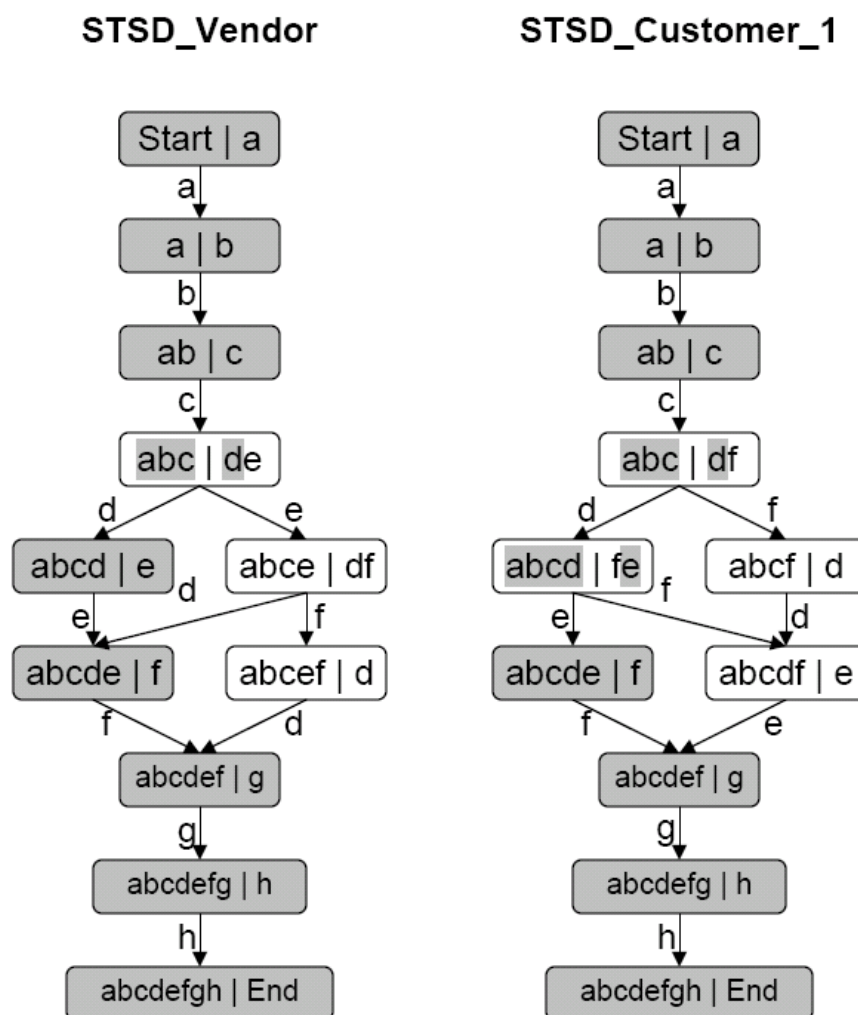 STSD_Vendor
Start | a
a
a | b
b
ab | c
c
abc | de
d e
abcd | e abce | df
e d f
abcde | f abcef | d
f d
abcdef | g
g
abcdefg | h
h
abcdefgh | End
STSD_Customer_1
Start | a
a
a | b
b
ab | c
c
abc | df
d f
abcd | fe abcf | d
e f d
abcde | f abcdf | e
f e
abcdef | g
g
abcdefg | h
h
abcdefgh | End